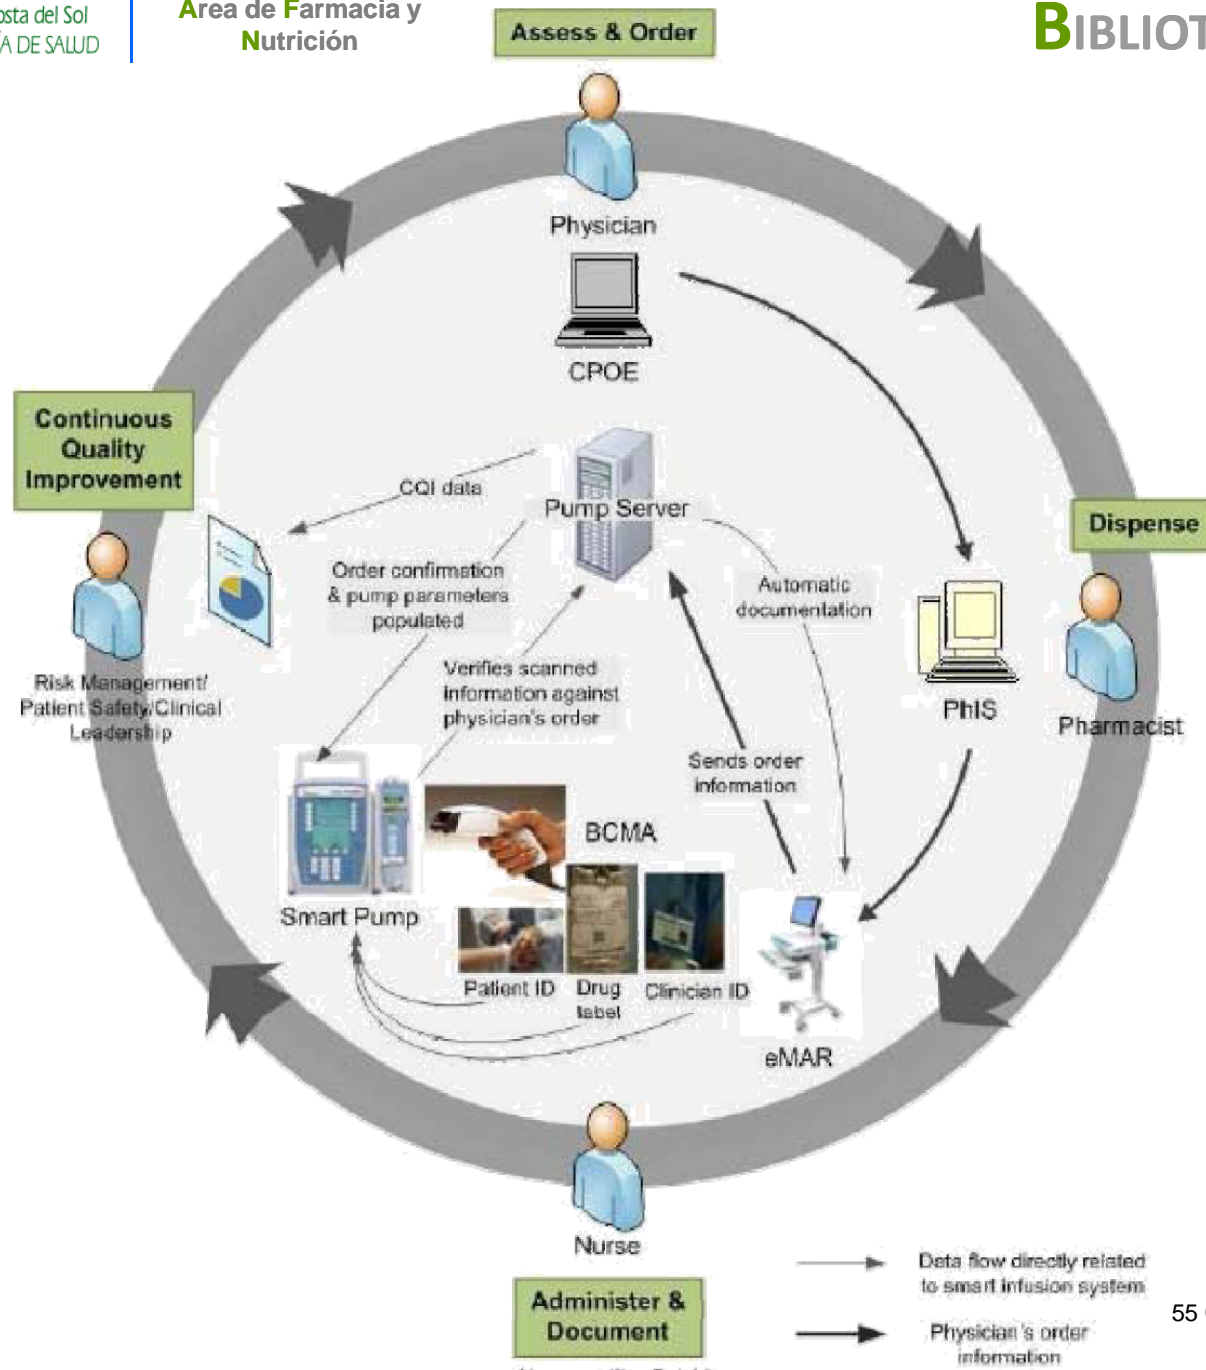 osta del Sol
ÍA DE SALUD
Area de Farmacia y
Nutrición
BIBLIOT
Assess & Order
Physician
CPOE
Continuous
Quality
Improvement
CQI data
Pump Server
Dispense
Order confirmation
& pump parameters
populated
Automatic
documentation
Verifies scanned
information against
physician's order
Risk Management/
Patient Safety/Clinical
Leadership
PhIS
Pharmacist
Sends order
information
BCMA
Smart Pump
Patient ID
Drug
label
Clinician ID
eMAR
Nurse
Administer &
Document
Data flow directly related
to smart infusion system
Physician's order
information
55